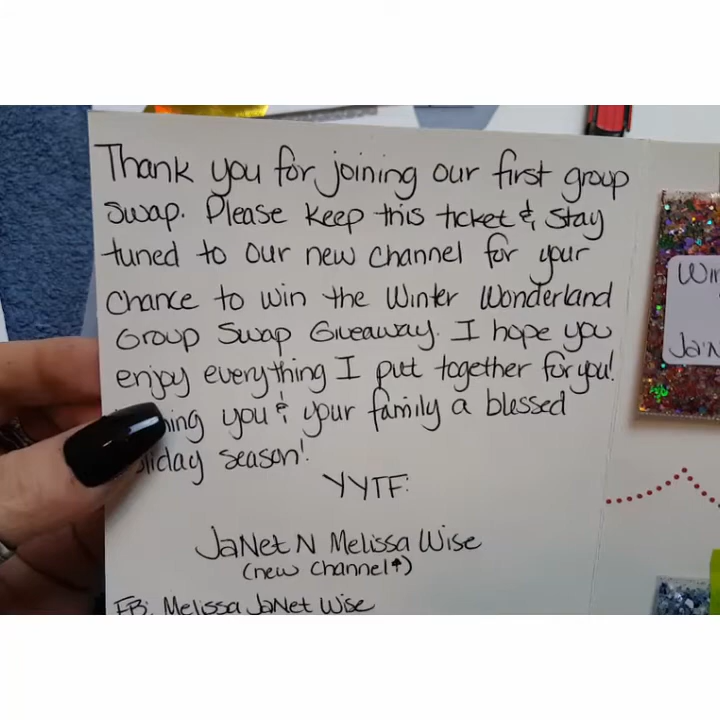 Thank you for joining our first group
swap. Please keep this ticket & stay
tuned to our new channel for your
chance to win the Winter Wonderland
Group Swap Giveaway. I hope you
enjoy everything I put together for you!
you & your family a blessed
season!
YYTF:
JaNet N Melissa Wise
(new channel↑)
FB: Melissa JaNet Wise